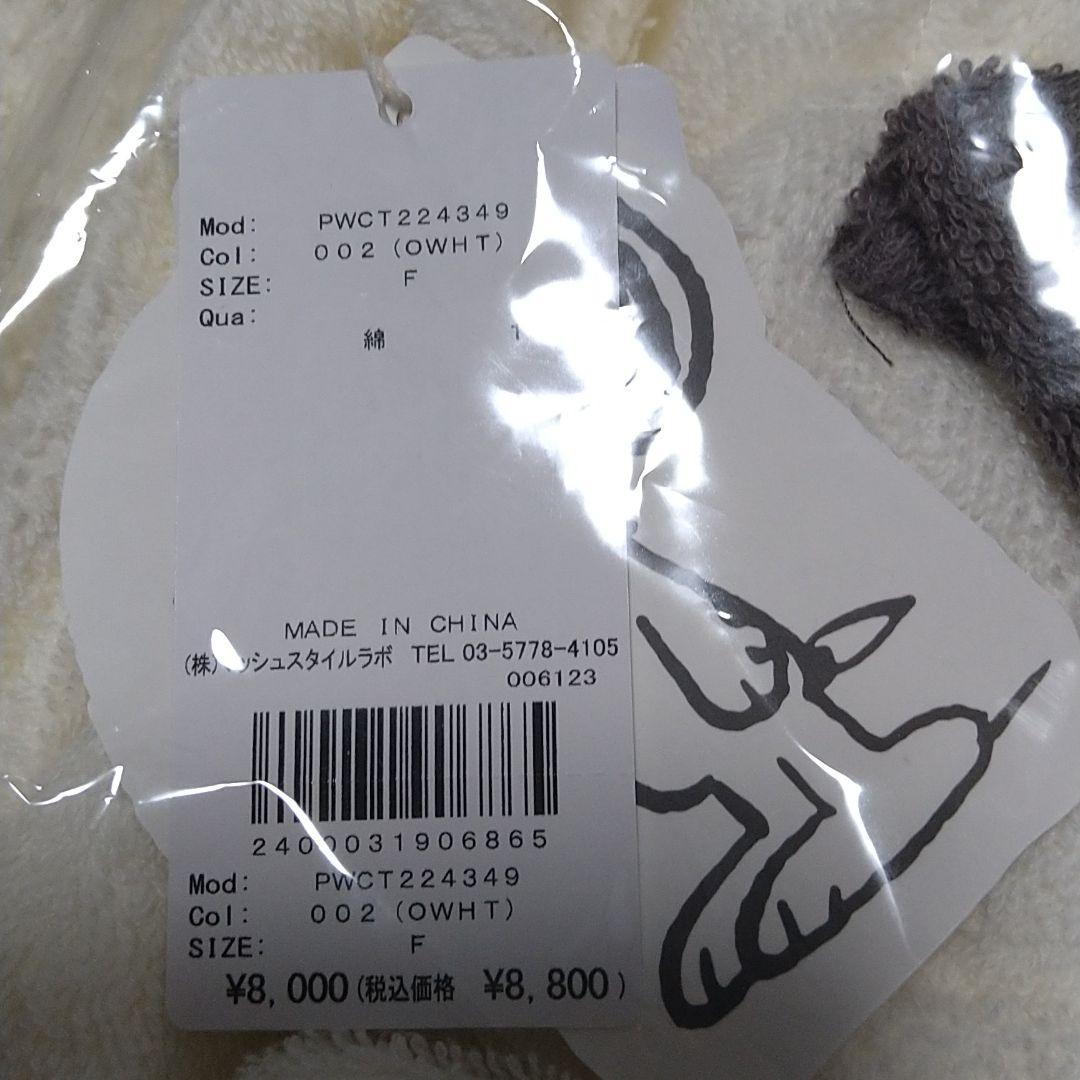 Mod: PWCT224349
Col: 002 (OWHT)
SIZE: F
Qua:
綿
MADE IN CHINA
(株) ッシュスタイルラボ TEL 03-5778-4105
006123
2400031906865
Mod: PWCT224349
Col: 002 (OWHT)
SIZE: F
¥8,000 (税込価格 ¥8,800)